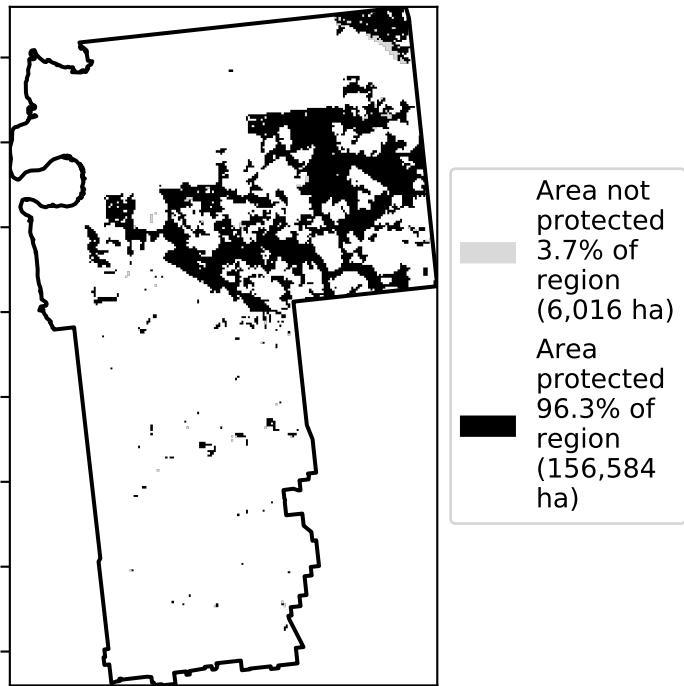 Area not
protected
3.7% of
region
(6,016 ha)
Area
protected
96.3% of
region
(156,584
ha)